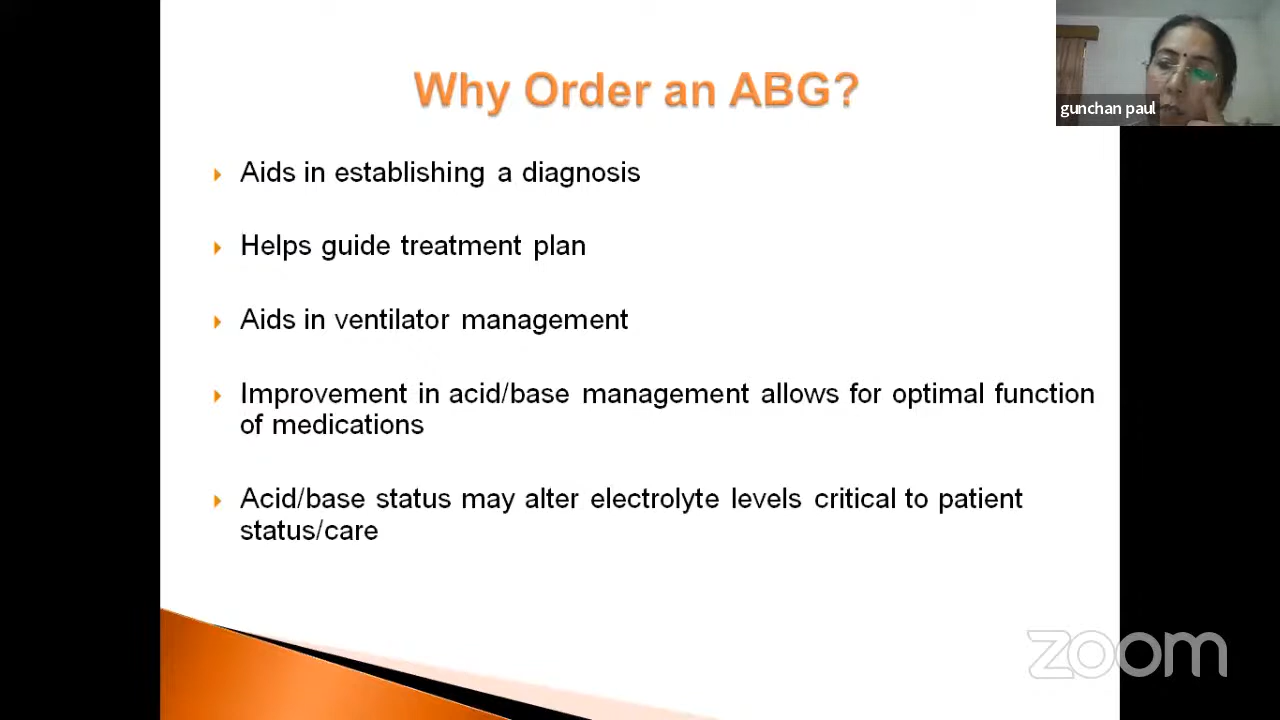 Why Order an ABG?
gunchan paul
Aids in establishing a diagnosis
Helps guide treatment plan
Aids in ventilator management
Improvement in acid/base management allows for optimal function
of medications
Acid/base status may alter electrolyte levels critical to patient
status/care
zoom